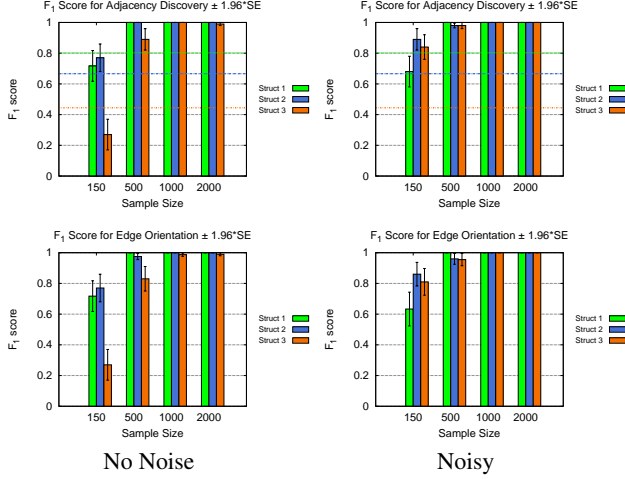 F1 Score for Adjacency Discovery ± 1.96*SE
1
0.8
0.6
0.4
0.2
0
F1 score
150 500 1000 2000
Sample Size
Struct 1
Struct 2
Struct 3
F1 Score for Adjacency Discovery ± 1.96*SE
1
0.8
0.6
0.4
0.2
0
F1 score
150 500 1000 2000
Sample Size
Struct 1
Struct 2
Struct 3
F1 Score for Edge Orientation ± 1.96*SE
1
0.8
0.6
0.4
0.2
0
F1 score
150 500 1000 2000
Sample Size
Struct 1
Struct 2
Struct 3
F1 Score for Edge Orientation ± 1.96*SE
1
0.8
0.6
0.4
0.2
0
F1 score
150 500 1000 2000
Sample Size
Struct 1
Struct 2
Struct 3
No Noise
Noisy